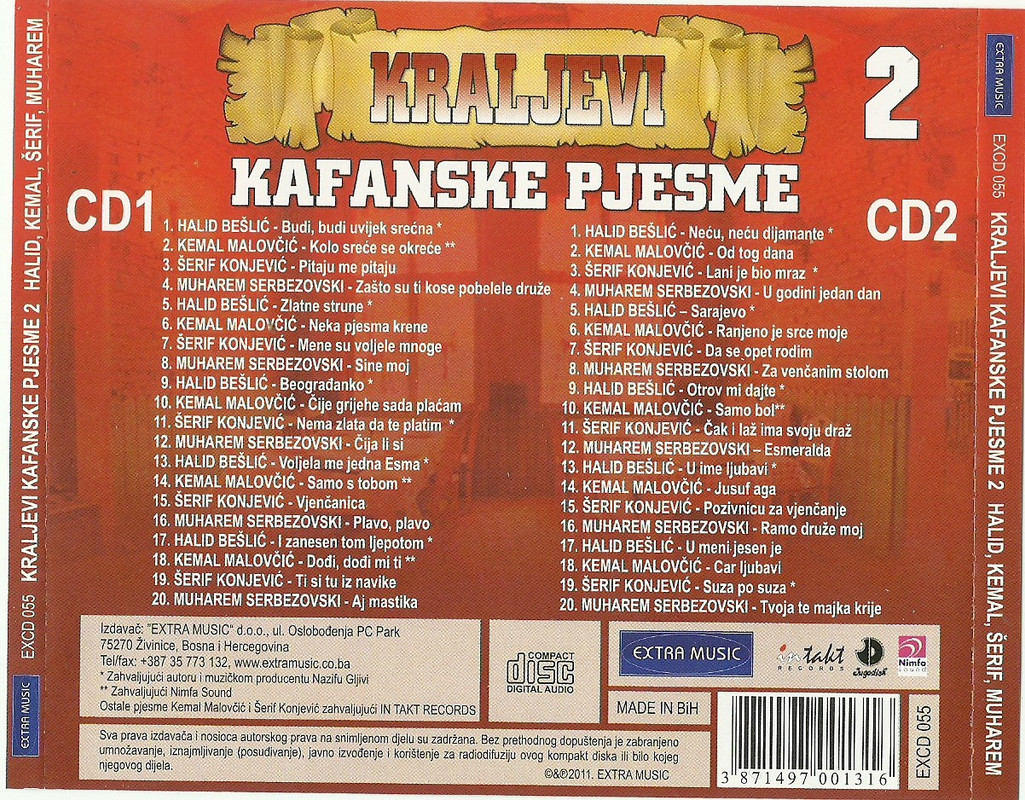 KRALJEVI
2
KAFANSKE PJESME
CD1
1. HALID BEŠLIĆ - Budi, budi uvijek srećna *
2. KEMAL MALOVČIĆ - Kolo sreće se okreće **
3. ŠERIF KONJEVIĆ - Pitaju me pitaju
4. MUHAREM SERBEZOVSKI - Zašto su ti kose pobelele druže
5. HALID BEŠLIĆ - Zlatne strune *
6. KEMAL MALOVČIĆ - Neka pjesma krene
7. ŠERIF KONJEVIĆ - Mene su voljele mnoge
8. MUHAREM SERBEZOVSKI - Sine moj
9. HALID BEŠLIĆ - Beograđanko *
10. KEMAL MALOVČIĆ - Čije grijehe sada plaćam
11. ŠERIF KONJEVIĆ - Nema zlata da te platim *
12. MUHAREM SERBEZOVSKI - Čija li si
13. HALID BEŠLIĆ - Voljela me jedna Esma *
14. KEMAL MALOVČIĆ - Samo s tobom **
15. ŠERIF KONJEVIĆ - Vjenčanica
16. MUHAREM SERBEZOVSKI - Plavo, plavo
17. HALID BEŠLIĆ - I zanesen tom ljepotom *
18. KEMAL MALOVČIĆ - Dođi, dođi mi ti **
19. ŠERIF KONJEVIĆ - Ti si tu iz navike
20. MUHAREM SERBEZOVSKI - Aj mastika
CD2
1. HALID BEŠLIĆ - Neću, neću dijamante *
2. KEMAL MALOVČIĆ - Od tog dana
3. ŠERIF KONJEVIĆ - Lani je bio mraz *
4. MUHAREM SERBEZOVSKI - U godini jedan dan
5. HALID BEŠLIĆ – Sarajevo *
6. KEMAL MALOVČIĆ - Ranjeno je srce moje
7. ŠERIF KONJEVIĆ - Da se opet rodim
8. MUHAREM SERBEZOVSKI - Za venčanim stolom
9. HALID BEŠLIĆ - Otrov mi dajte *
10. KEMAL MALOVČIĆ - Samo bol**
11. ŠERIF KONJEVIĆ - Čak i laž ima svoju draž
12. MUHAREM SERBEZOVSKI – Esmeralda
13. HALID BEŠLIĆ - U ime ljubavi *
14. KEMAL MALOVČIĆ - Jusuf aga
15. ŠERIF KONJEVIĆ - Pozivnicu za vjenčanje
16. MUHAREM SERBEZOVSKI - Ramo druže moj
17. HALID BEŠLIĆ - U meni jesen je
18. KEMAL MALOVČIĆ - Car ljubavi
19. ŠERIF KONJEVIĆ - Suza po suza *
20. MUHAREM SERBEZOVSKI - Tvoja te majka krije
Izdavač: "EXTRA MUSIC" d.o.o., ul. Oslobođenja PC Park
75270 Živinice, Bosna i Hercegovina
Tel/fax: +387 35 773 132, www.extramusic.co.ba
* Zahvaljujući autoru i muzičkom producentu Nazifu Gljivi
** Zahvaljujući Nimfa Sound
Ostale pjesme Kemal Malovčić i Šerif Konjević zahvaljujući IN TAKT RECORDS
COMPACT
disc
DIGITAL AUDIO
EXTRA MUSIC
in takt
RECORDS
Jugodisk
Nimfa
sound
MADE IN BiH
Sva prava izdavača i nosioca autorskog prava na snimljenom djelu su zadržana. Bez prethodnog dopuštenja je zabranjeno
umnožavanje, iznajmljivanje (posuđivanje), javno izvođenje i korištenje za radiodifuziju ovog kompakt diska ili bilo kojeg
njegovog dijela.
©&℗2011. EXTRA MUSIC
3 871497 001316
EXCD 055
EXTRA MUSIC EXCD 055 KRALJEVI KAFANSKE PJESME 2 HALID, KEMAL, ŠERIF, MUHAREM
EXTRA MUSIC EXCD 055 KRALJEVI KAFANSKE PJESME 2 HALID, KEMAL, ŠERIF, MUHAREM